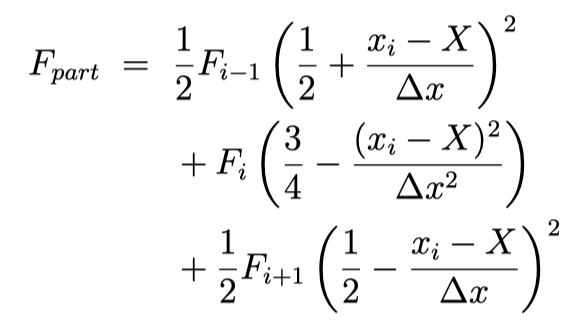 F_{part} = \frac{1}{2} F_{i-1} \left( \frac{1}{2} + \frac{x_i - X}{\Delta x} \right)^2
+ F_i \left( \frac{3}{4} - \frac{(x_i - X)^2}{\Delta x^2} \right)
+ \frac{1}{2} F_{i+1} \left( \frac{1}{2} - \frac{x_i - X}{\Delta x} \right)^2